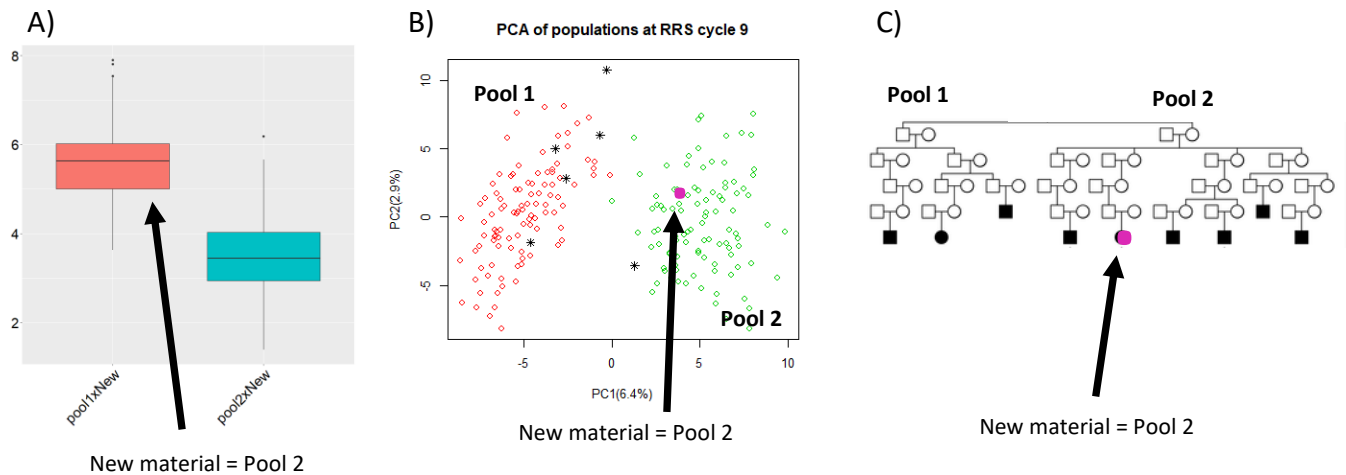 A)
8
6
4
2
pool1xNew
pool2xNew
New material = Pool 2
B)
PCA of populations at RRS cycle 9
Pool 1
Pool 2
PC2(2.9%)
10
5
0
-5
-5
0
5
10
PC1(6.4%)
New material = Pool 2
C)
Pool 1
Pool 2
New material = Pool 2